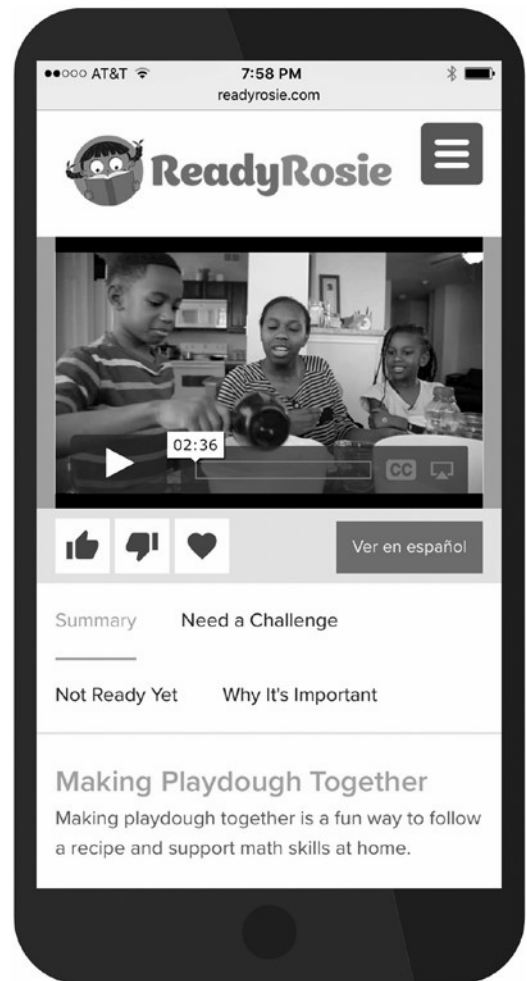 AT&T 7:58 PM
readyrosie.com
ReadyRosie
02:36
CC
Ver en español
Summary Need a Challenge
Not Ready Yet Why It's Important
Making Playdough Together
Making playdough together is a fun way to follow
a recipe and support math skills at home.